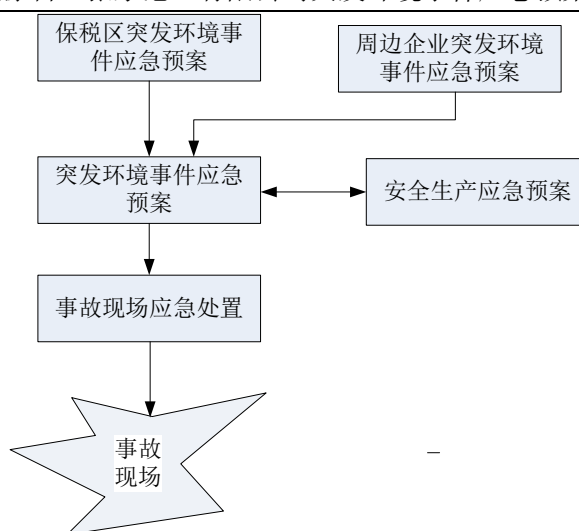 保税区突发环境事
件应急预案
周边企业突发环境
事件应急预案
突发环境事件应急
预案
安全生产应急预案
事故现场应急处置
事故
现场